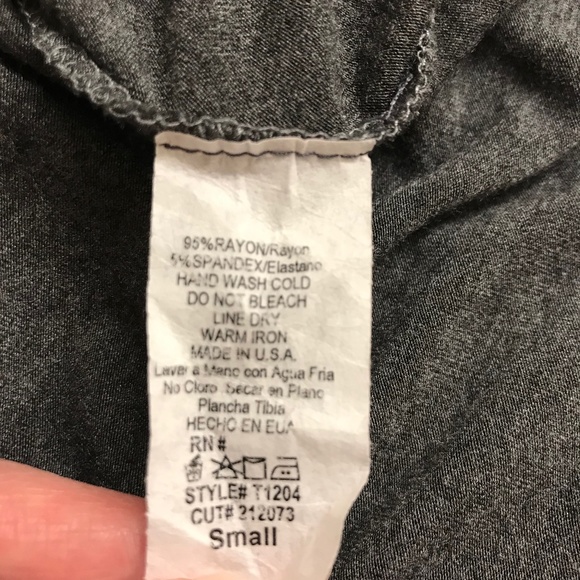 95%RAYON/Rayon
5%SPANDEX/Elastano
HAND WASH COLD
DO NOT BLEACH
LINE DRY
WARM IRON
MADE IN U.S.A.
Lavar a Mano con Agua Fria
No Cloro. Secar en Plano
Plancha Tibia
HECHO EN EUA
RN #
STYLE# T1204
CUT# 212073
Small